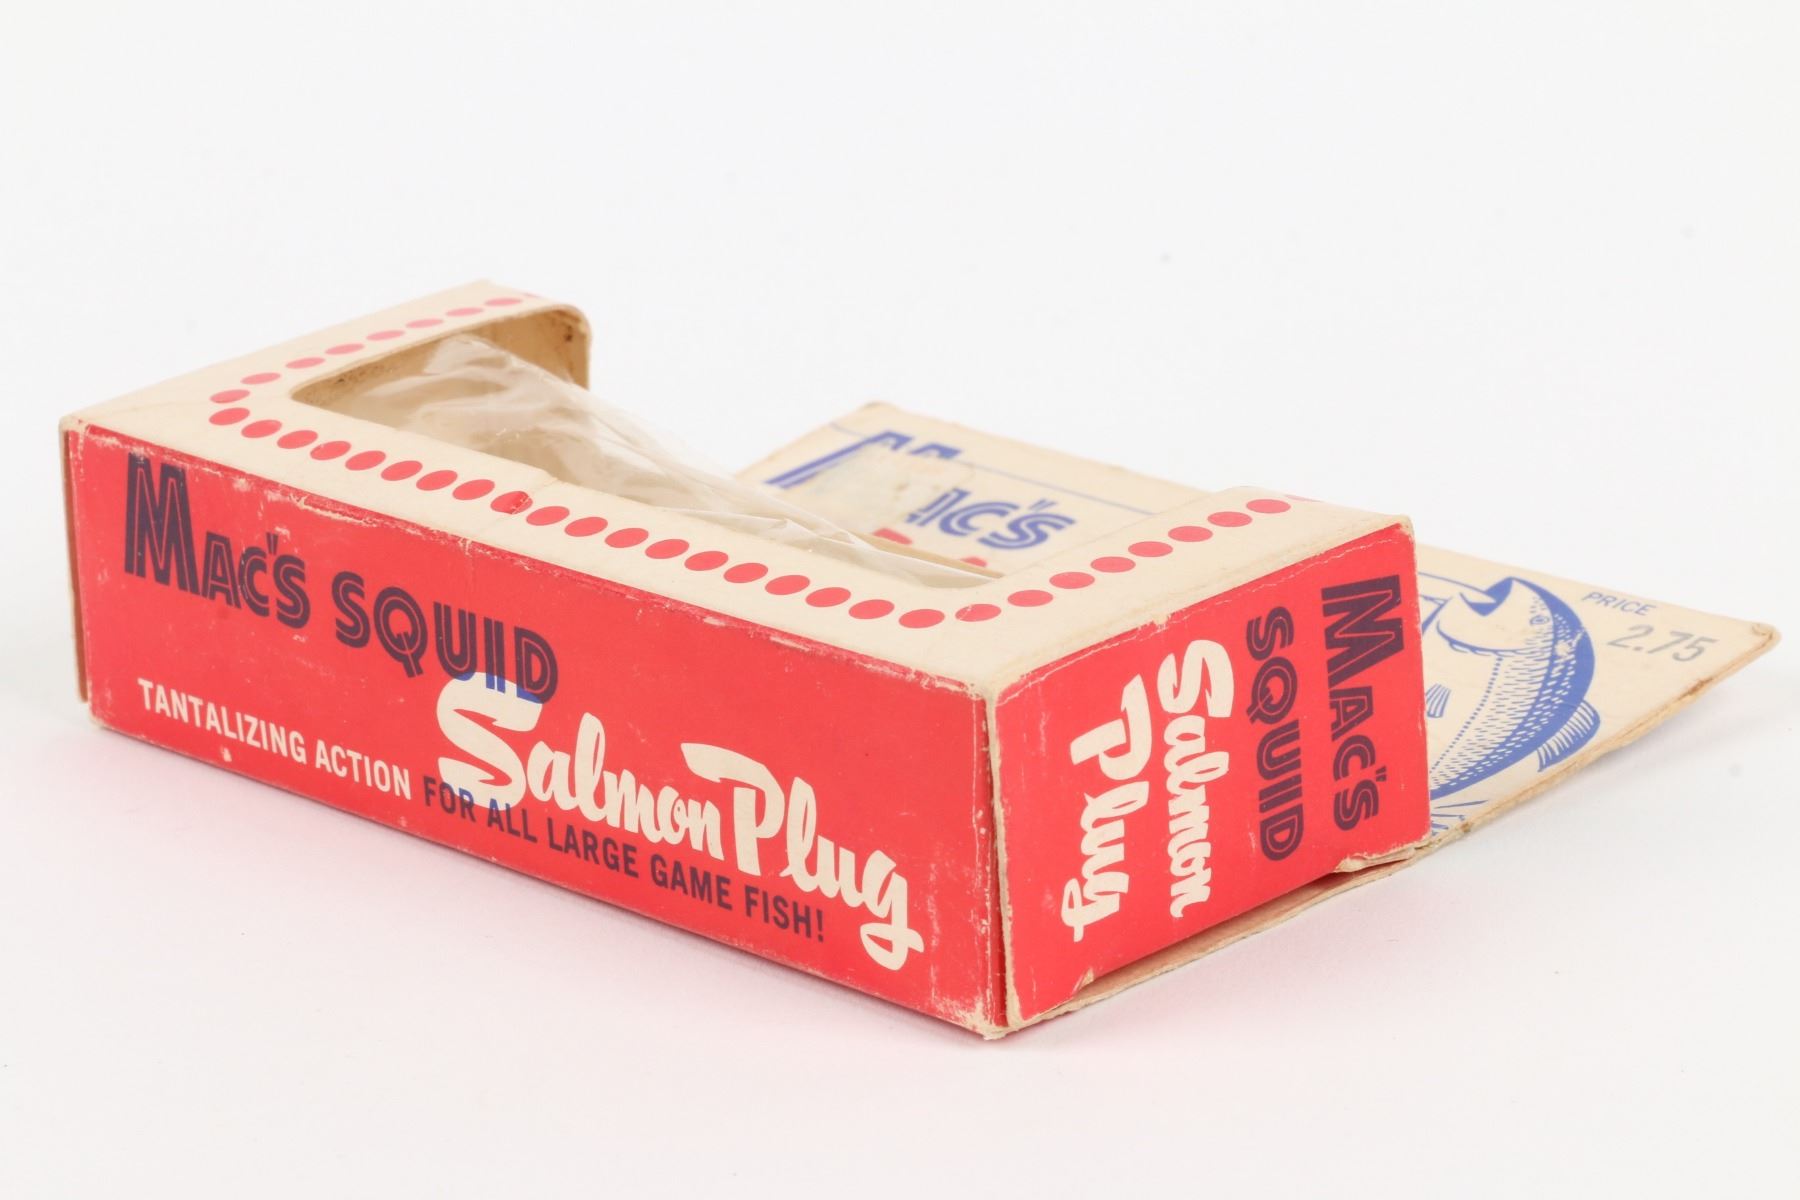 MAC'S SQUID
Salmon Plug
TANTALIZING ACTION FOR ALL LARGE GAME FISH!
MAC'S
SQUID
Salmon
Plug
MAC'S
PRICE
2.75